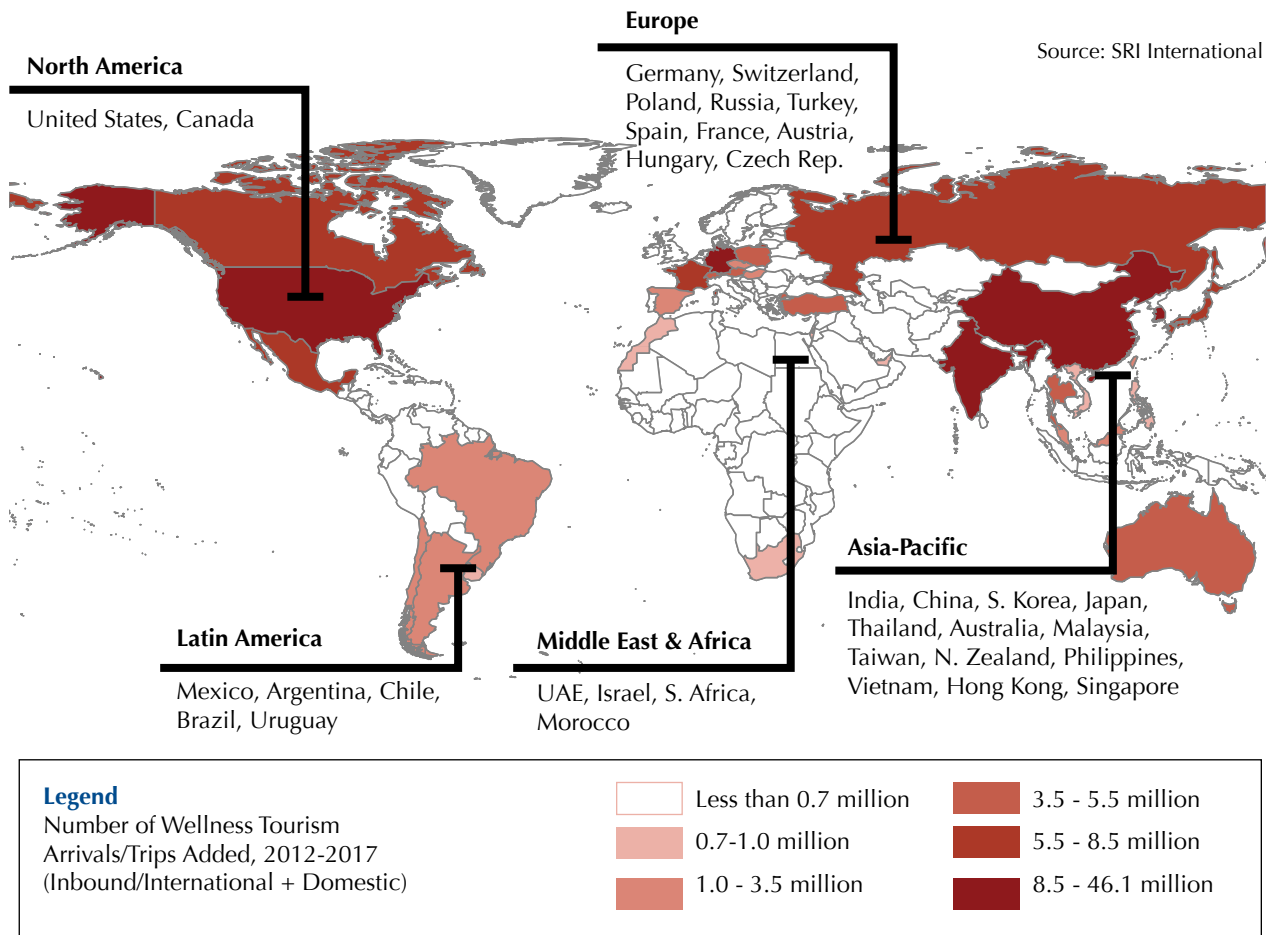 Europe
Source: SRI International
North America
Germany, Switzerland,
Poland, Russia, Turkey,
Spain, France, Austria,
Hungary, Czech Rep.
United States, Canada
Asia-Pacific
India, China, S. Korea, Japan,
Thailand, Australia, Malaysia,
Taiwan, N. Zealand, Philippines,
Vietnam, Hong Kong, Singapore
Latin America
Mexico, Argentina, Chile,
Brazil, Uruguay
Middle East & Africa
UAE, Israel, S. Africa,
Morocco
Legend
Number of Wellness Tourism
Arrivals/Trips Added, 2012-2017
(Inbound/International + Domestic)
Less than 0.7 million
0.7-1.0 million
1.0 - 3.5 million
3.5 - 5.5 million
5.5 - 8.5 million
8.5 - 46.1 million